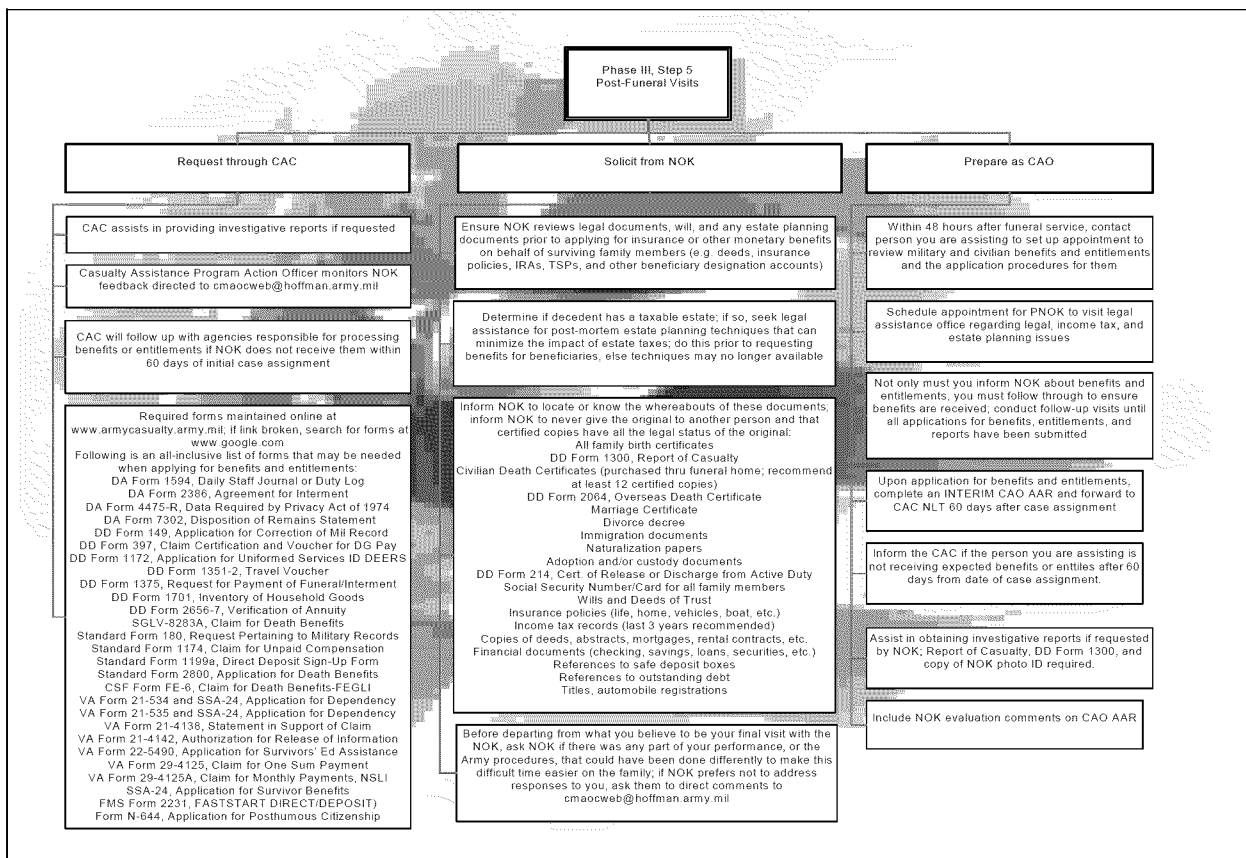 Phase III, Step 5
Post-Funeral Visits
Request through CAC
CAC assists in providing investigative reports if requested
Casualty Assistance Program Action Officer monitors NOK
feedback directed to cmaocweb@hoffman.army.mil
CAC will follow up with agencies responsible for processing
benefits or entitlements if NOK does not receive them within
60 days of initial case assignment
Required forms maintained online at
www.armycasualty.army.mil; if link broken, search for forms at
www.google.com
Following is an all-inclusive list of forms that may be needed
when applying for benefits and entitlements:
DA Form 1594, Daily Staff Journal or Duty Log
DA Form 2386, Agreement for Interment
DA Form 4475-R, Data Required by Privacy Act of 1974
DA Form 7302, Disposition of Remains Statement
DD Form 149, Application for Correction of Mil Record
DD Form 397, Claim Certification and Voucher for DG Pay
DD Form 1172, Application for Uniformed Services ID DEERS
DD Form 1351-2, Travel Voucher
DD Form 1375, Request for Payment of Funeral/Interment
DD Form 1701, Inventory of Household Goods
DD Form 2656-7, Verification of Annuity
SGLV-8283A, Claim for Death Benefits
Standard Form 180, Request Pertaining to Military Records
Standard Form 1174, Claim for Unpaid Compensation
Standard Form 1199a, Direct Deposit Sign-Up Form
Standard Form 2800, Application for Death Benefits
CSF Form FE-6, Claim for Death Benefits-FEGLI
VA Form 21-534 and SSA-24, Application for Dependency
VA Form 21-535 and SSA-24, Application for Dependency
VA Form 21-4138, Statement in Support of Claim
VA Form 21-4142, Authorization for Release of Information
VA Form 22-5490, Application for Survivors' Ed Assistance
VA Form 29-4125, Claim for One Sum Payment
VA Form 29-4125A, Claim for Monthly Payments, NSLI
SSA-24, Application for Survivor Benefits
FMS Form 2231, FASTSTART DIRECT/DEPOSIT)
Form N-644, Application for Posthumous Citizenship
Solicit from NOK
Ensure NOK reviews legal documents, will, and any estate planning
documents prior to applying for insurance or other monetary benefits
on behalf of surviving family members (e.g. deeds, insurance
policies, IRAs, TSPs, and other beneficiary designation accounts)
Determine if decedent has a taxable estate; if so, seek legal
assistance for post-mortem estate planning techniques that can
minimize the impact of estate taxes; do this prior to requesting
benefits for beneficiaries, else techniques may no longer available
Inform NOK to locate or know the whereabouts of these documents;
inform NOK to never give the original to another person and that
certified copies have all the legal status of the original:
All family birth certificates
DD Form 1300, Report of Casualty
Civilian Death Certificates (purchased thru funeral home; recommend
at least 12 certified copies)
DD Form 2064, Overseas Death Certificate
Marriage Certificate
Divorce decree
Immigration documents
Naturalization papers
Adoption and/or custody documents
DD Form 214, Cert. of Release or Discharge from Active Duty
Social Security Number/Card for all family members
Wills and Deeds of Trust
Insurance policies (life, home, vehicles, boat, etc.)
Income tax records (last 3 years recommended)
Copies of deeds, abstracts, mortgages, rental contracts, etc.
Financial documents (checking, savings, loans, securities, etc.)
References to safe deposit boxes
References to outstanding debt
Titles, automobile registrations
Before departing from what you believe to be your final visit with the
NOK, ask NOK if there was any part of your performance, or the
Army procedures, that could have been done differently to make this
difficult time easier on the family; if NOK prefers not to address
responses to you, ask them to direct comments to
cmaocweb@hoffman.army.mil
Prepare as CAO
Within 48 hours after funeral service, contact
person you are assisting to set up appointment to
review military and civilian benefits and entitlements
and the application procedures for them
Schedule appointment for PNOK to visit legal
assistance office regarding legal, income tax, and
estate planning issues
Not only must you inform NOK about benefits and
entitlements, you must follow through to ensure
benefits are received; conduct follow-up visits until
all applications for benefits, entitlements, and
reports have been submitted
Upon application for benefits and entitlements,
complete an INTERIM CAO AAR and forward to
CAC NLT 60 days after case assignment
Inform the CAC if the person you are assisting is
not receiving expected benefits or enttiles after 60
days from date of case assignment.
Assist in obtaining investigative reports if requested
by NOK; Report of Casualty, DD Form 1300, and
copy of NOK photo ID required.
Include NOK evaluation comments on CAO AAR